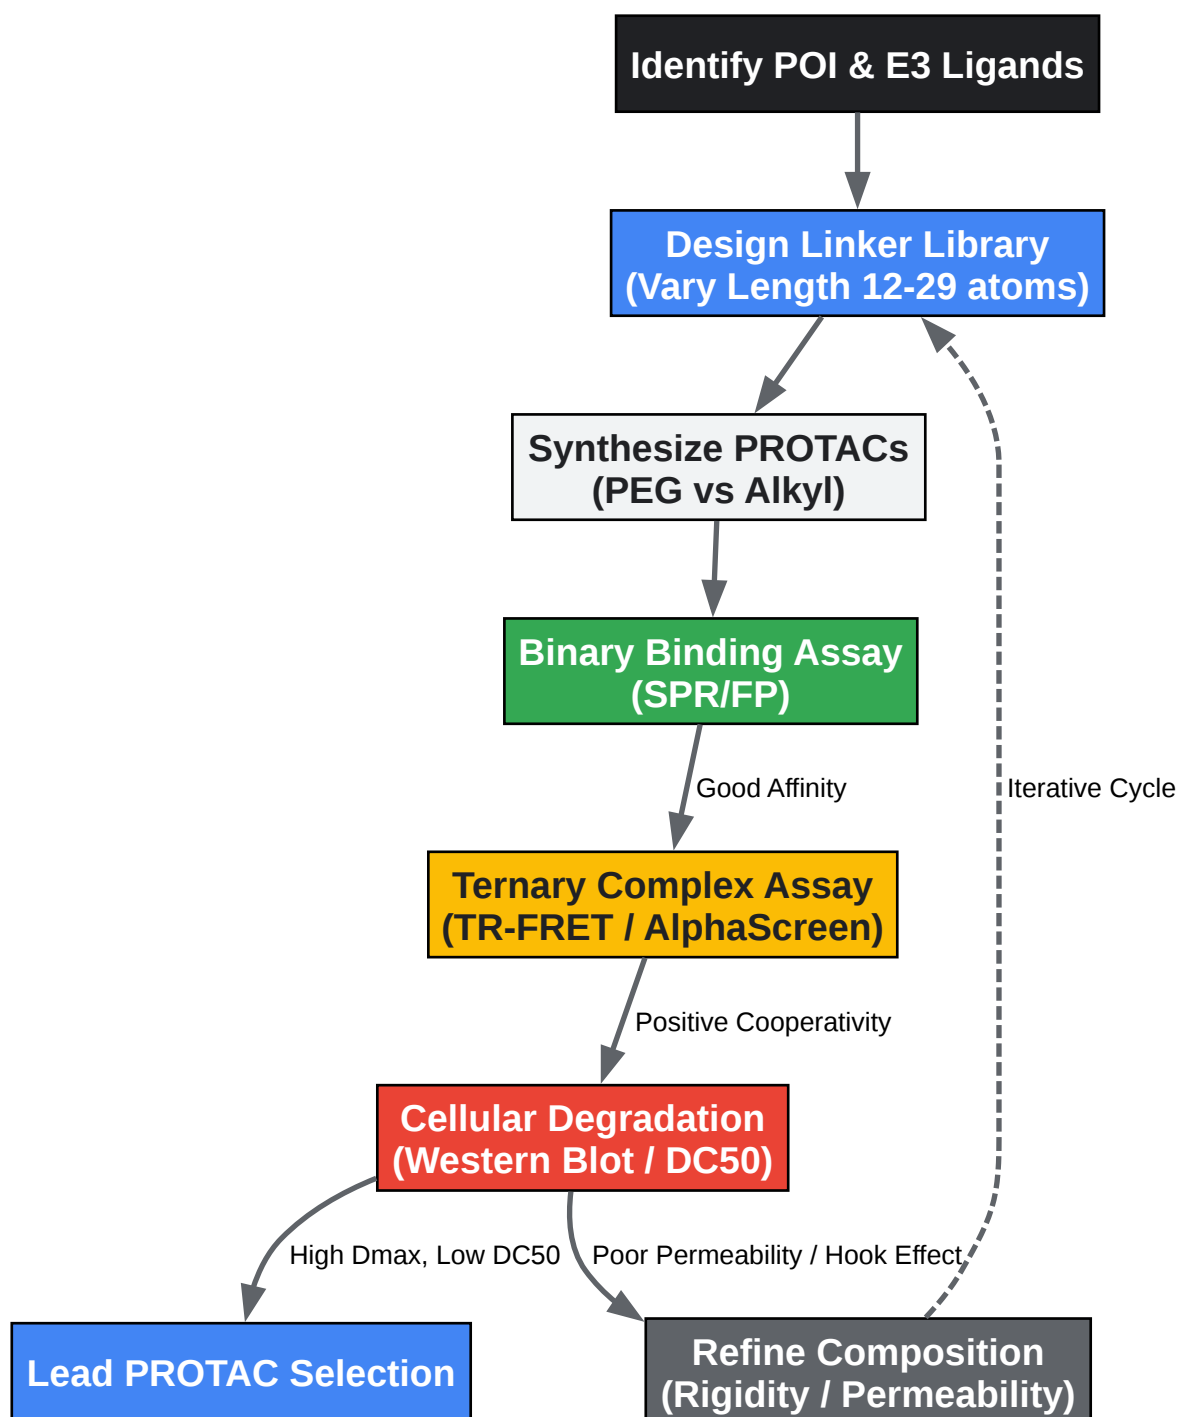 Identify POI & E3 Ligands
Design Linker Library
(Vary Length 12-29 atoms)
Synthesize PROTACs
(PEG vs Alkyl)
Binary Binding Assay
(SPR/FP)
Good Affinity
Iterative Cycle
Ternary Complex Assay
(TR-FRET / AlphaScreen)
Positive Cooperativity
Cellular Degradation
(Western Blot / DC50)
High Dmax, Low DC50
Poor Permeability / Hook Effect
Lead PROTAC Selection
Refine Composition
(Rigidity / Permeability)